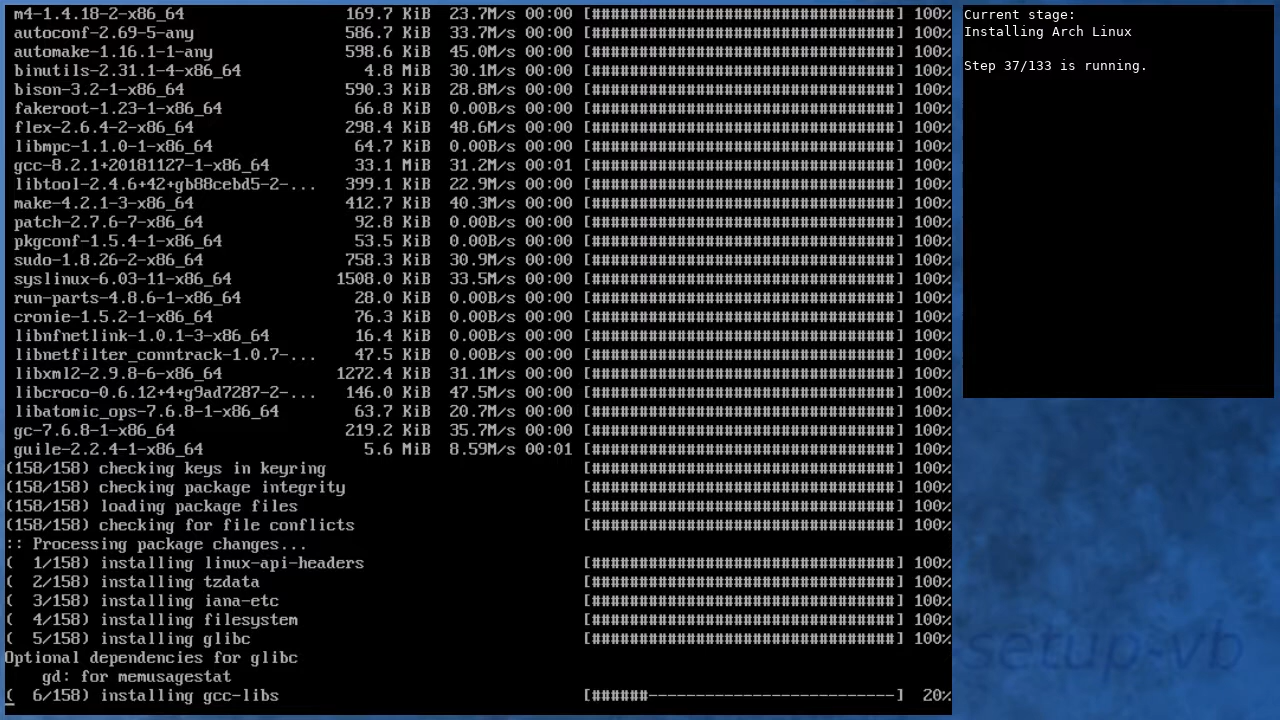 m4-1.4.18-2-x86_64 169.7 KiB 23.7M/s 00:00 [################################] 100%
autoconf-2.69-5-any 586.7 KiB 33.7M/s 00:00 [################################] 100%
automake-1.16.1-1-any 598.6 KiB 45.0M/s 00:00 [################################] 100%
binutils-2.31.1-4-x86_64 4.8 MiB 30.1M/s 00:00 [################################] 100%
bison-3.2-1-x86_64 590.3 KiB 28.8M/s 00:00 [################################] 100%
fakeroot-1.23-1-x86_64 66.8 KiB 0.00B/s 00:00 [################################] 100%
flex-2.6.4-2-x86_64 298.4 KiB 48.6M/s 00:00 [################################] 100%
libmpc-1.1.0-1-x86_64 64.7 KiB 0.00B/s 00:00 [################################] 100%
gcc-8.2.1+20181127-1-x86_64 33.1 MiB 31.2M/s 00:01 [################################] 100%
libtool-2.4.6+42+gb88cebd5-2-... 399.1 KiB 22.9M/s 00:00 [################################] 100%
make-4.2.1-3-x86_64 412.7 KiB 40.3M/s 00:00 [################################] 100%
patch-2.7.6-7-x86_64 92.8 KiB 0.00B/s 00:00 [################################] 100%
pkgconf-1.5.4-1-x86_64 53.5 KiB 0.00B/s 00:00 [################################] 100%
sudo-1.8.26-2-x86_64 758.3 KiB 30.9M/s 00:00 [################################] 100%
syslinux-6.03-11-x86_64 1508.0 KiB 33.5M/s 00:00 [################################] 100%
run-parts-4.8.6-1-x86_64 28.0 KiB 0.00B/s 00:00 [################################] 100%
cronie-1.5.2-1-x86_64 76.3 KiB 0.00B/s 00:00 [################################] 100%
libnfnetlink-1.0.1-3-x86_64 16.4 KiB 0.00B/s 00:00 [################################] 100%
libnetfilter_conntrack-1.0.7-... 47.5 KiB 0.00B/s 00:00 [################################] 100%
libxml2-2.9.8-6-x86_64 1272.4 KiB 31.1M/s 00:00 [################################] 100%
libcroco-0.6.12+4+g9ad7287-2-... 146.0 KiB 47.5M/s 00:00 [################################] 100%
libatomic_ops-7.6.8-1-x86_64 63.7 KiB 20.7M/s 00:00 [################################] 100%
gc-7.6.8-1-x86_64 219.2 KiB 35.7M/s 00:00 [################################] 100%
guile-2.2.4-1-x86_64 5.6 MiB 8.59M/s 00:01 [################################] 100%
(158/158) checking keys in keyring [################################] 100%
(158/158) checking package integrity [################################] 100%
(158/158) loading package files [################################] 100%
(158/158) checking for file conflicts [################################] 100%
:: Processing package changes...
( 1/158) installing linux-api-headers [################################] 100%
( 2/158) installing tzdata [################################] 100%
( 3/158) installing iana-etc [################################] 100%
( 4/158) installing filesystem [################################] 100%
( 5/158) installing glibc [################################] 100%
Optional dependencies for glibc
gd: for memusagestat
( 6/158) installing gcc-libs [######--------------------------] 20%
Current stage:
Installing Arch Linux
Step 37/133 is running.
setup-vb